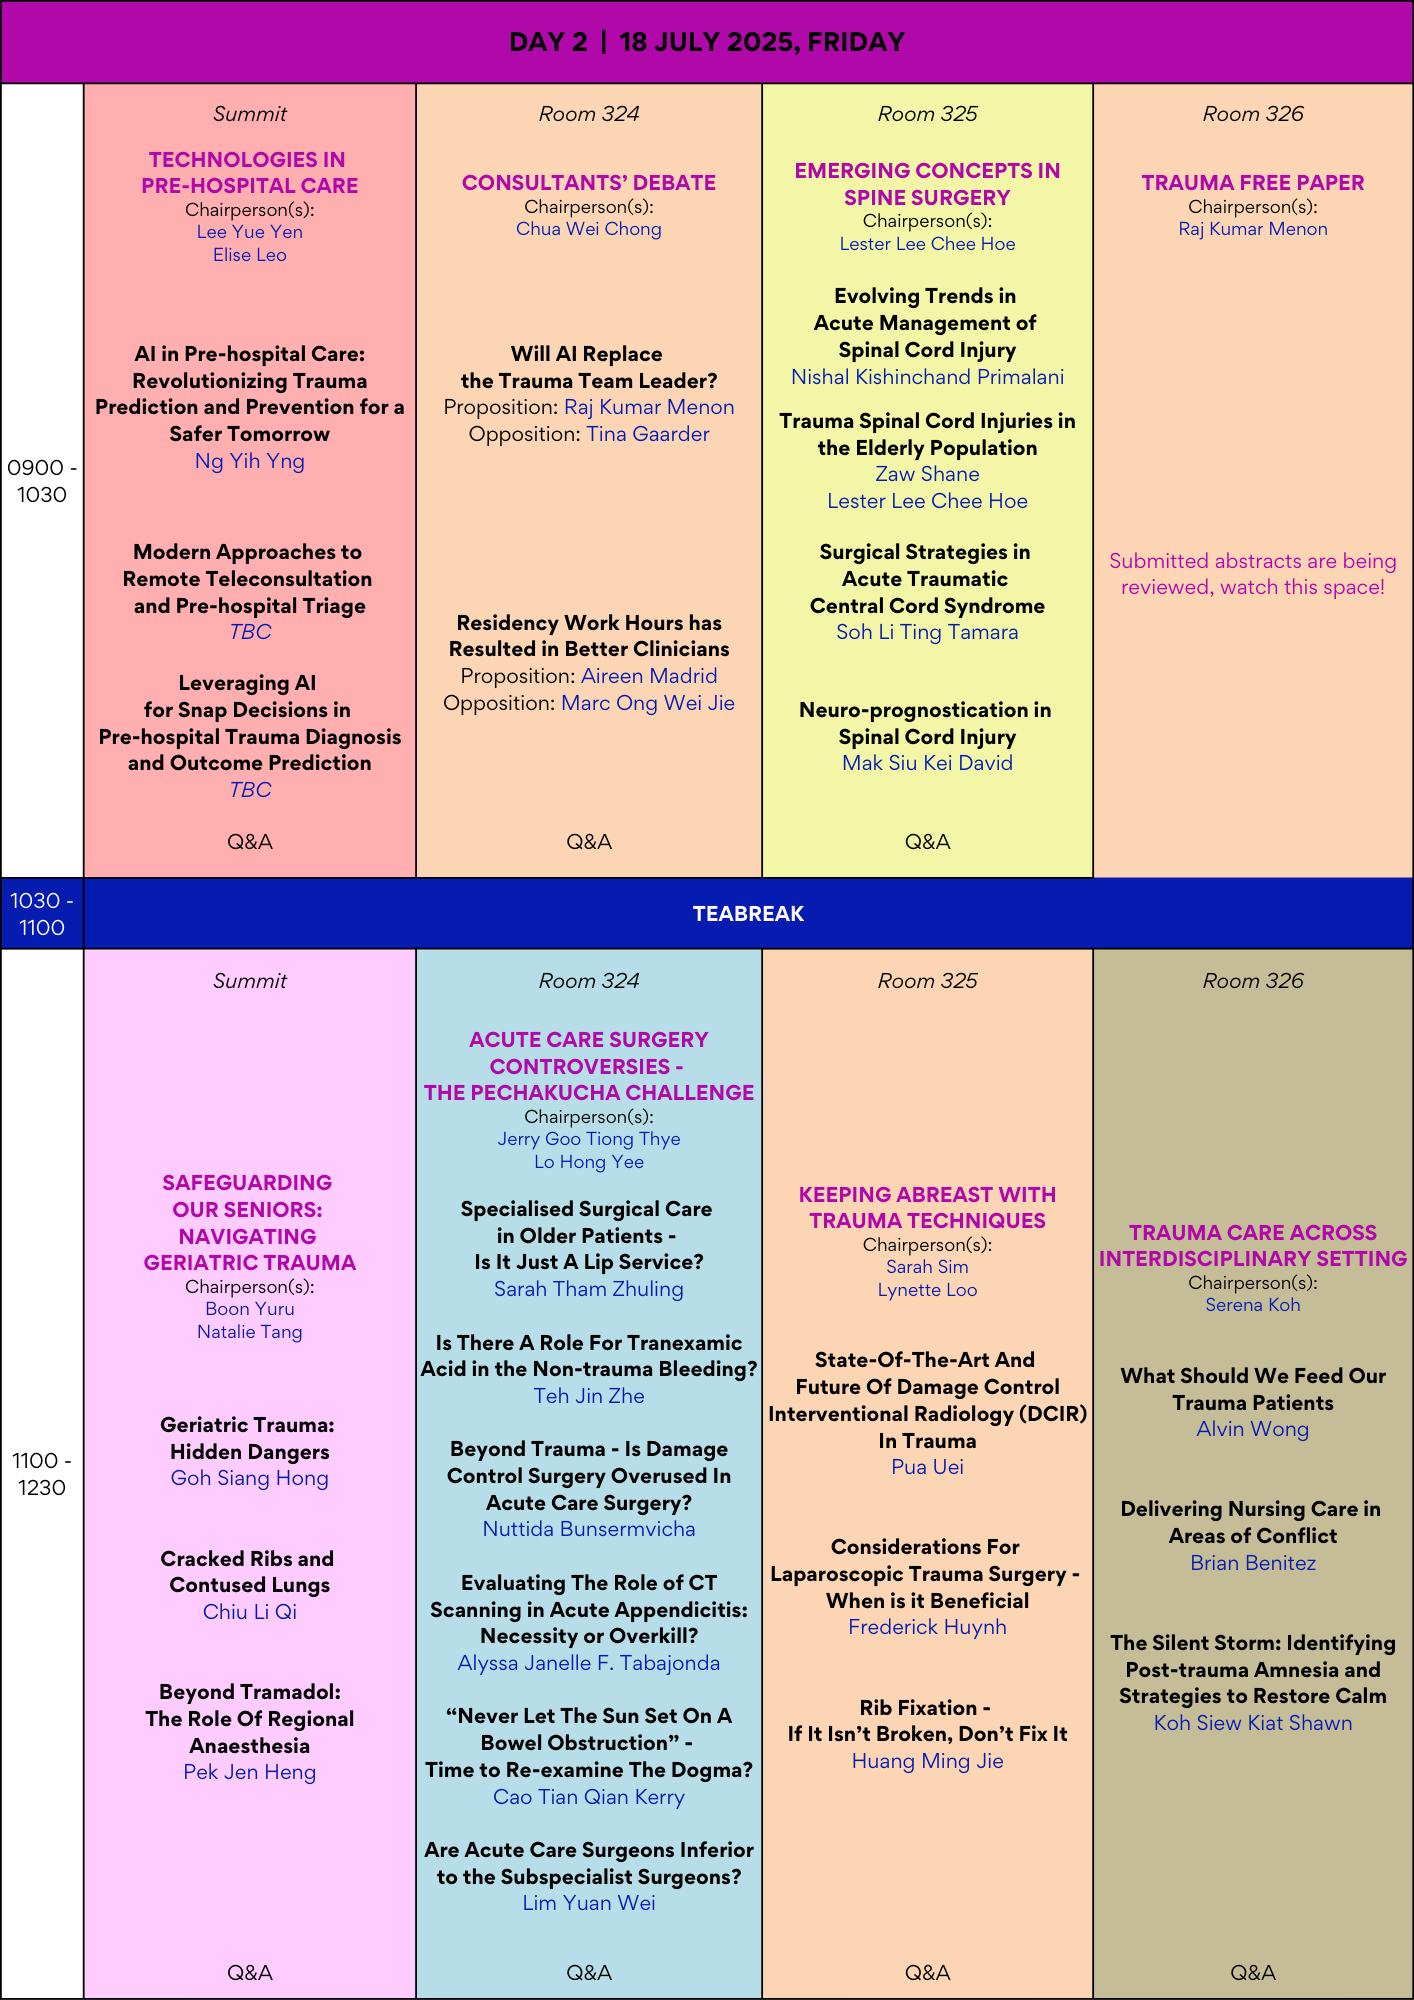 DAY 2 | 18 JULY 2025, FRIDAY
0900 -
1030
Summit
TECHNOLOGIES IN
PRE-HOSPITAL CARE
Chairperson(s):
Lee Yue Yen
Elise Leo
AI in Pre-hospital Care:
Revolutionizing Trauma
Prediction and Prevention for a
Safer Tomorrow
Ng Yih Yng
Modern Approaches to
Remote Teleconsultation
and Pre-hospital Triage
TBC
Leveraging AI
for Snap Decisions in
Pre-hospital Trauma Diagnosis
and Outcome Prediction
TBC
Q&A
Room 324
CONSULTANTS’ DEBATE
Chairperson(s):
Chua Wei Chong
Will AI Replace
the Trauma Team Leader?
Proposition: Raj Kumar Menon
Opposition: Tina Gaarder
Residency Work Hours has
Resulted in Better Clinicians
Proposition: Aireen Madrid
Opposition: Marc Ong Wei Jie
Q&A
Room 325
EMERGING CONCEPTS IN
SPINE SURGERY
Chairperson(s):
Lester Lee Chee Hoe
Evolving Trends in
Acute Management of
Spinal Cord Injury
Nishal Kishinchand Primalani
Trauma Spinal Cord Injuries in
the Elderly Population
Zaw Shane
Lester Lee Chee Hoe
Surgical Strategies in
Acute Traumatic
Central Cord Syndrome
Soh Li Ting Tamara
Neuro-prognostication in
Spinal Cord Injury
Mak Siu Kei David
Q&A
Room 326
TRAUMA FREE PAPER
Chairperson(s):
Raj Kumar Menon
Submitted abstracts are being
reviewed, watch this space!
1030 -
1100
TEABREAK
1100 -
1230
Summit
SAFEGUARDING
OUR SENIORS:
NAVIGATING
GERIATRIC TRAUMA
Chairperson(s):
Boon Yuru
Natalie Tang
Geriatric Trauma:
Hidden Dangers
Goh Siang Hong
Cracked Ribs and
Contused Lungs
Chiu Li Qi
Beyond Tramadol:
The Role Of Regional
Anaesthesia
Pek Jen Heng
Q&A
Room 324
ACUTE CARE SURGERY
CONTROVERSIES -
THE PECHAKUCHA CHALLENGE
Chairperson(s):
Jerry Goo Tiong Thye
Lo Hong Yee
Specialised Surgical Care
in Older Patients -
Is It Just A Lip Service?
Sarah Tham Zhuling
Is There A Role For Tranexamic
Acid in the Non-trauma Bleeding?
Teh Jin Zhe
Beyond Trauma - Is Damage
Control Surgery Overused In
Acute Care Surgery?
Nuttida Bunsermvicha
Evaluating The Role of CT
Scanning in Acute Appendicitis:
Necessity or Overkill?
Alyssa Janelle F. Tabajonda
“Never Let The Sun Set On A
Bowel Obstruction” -
Time to Re-examine The Dogma?
Cao Tian Qian Kerry
Are Acute Care Surgeons Inferior
to the Subspecialist Surgeons?
Lim Yuan Wei
Q&A
Room 325
KEEPING ABREAST WITH
TRAUMA TECHNIQUES
Chairperson(s):
Sarah Sim
Lynette Loo
State-Of-The-Art And
Future Of Damage Control
Interventional Radiology (DCIR)
In Trauma
Pua Uei
Considerations For
Laparoscopic Trauma Surgery -
When is it Beneficial
Frederick Huynh
Rib Fixation -
If It Isn’t Broken, Don’t Fix It
Huang Ming Jie
Q&A
Room 326
TRAUMA CARE ACROSS
INTERDISCIPLINARY SETTING
Chairperson(s):
Serena Koh
What Should We Feed Our
Trauma Patients
Alvin Wong
Delivering Nursing Care in
Areas of Conflict
Brian Benitez
The Silent Storm: Identifying
Post-trauma Amnesia and
Strategies to Restore Calm
Koh Siew Kiat Shawn
Q&A